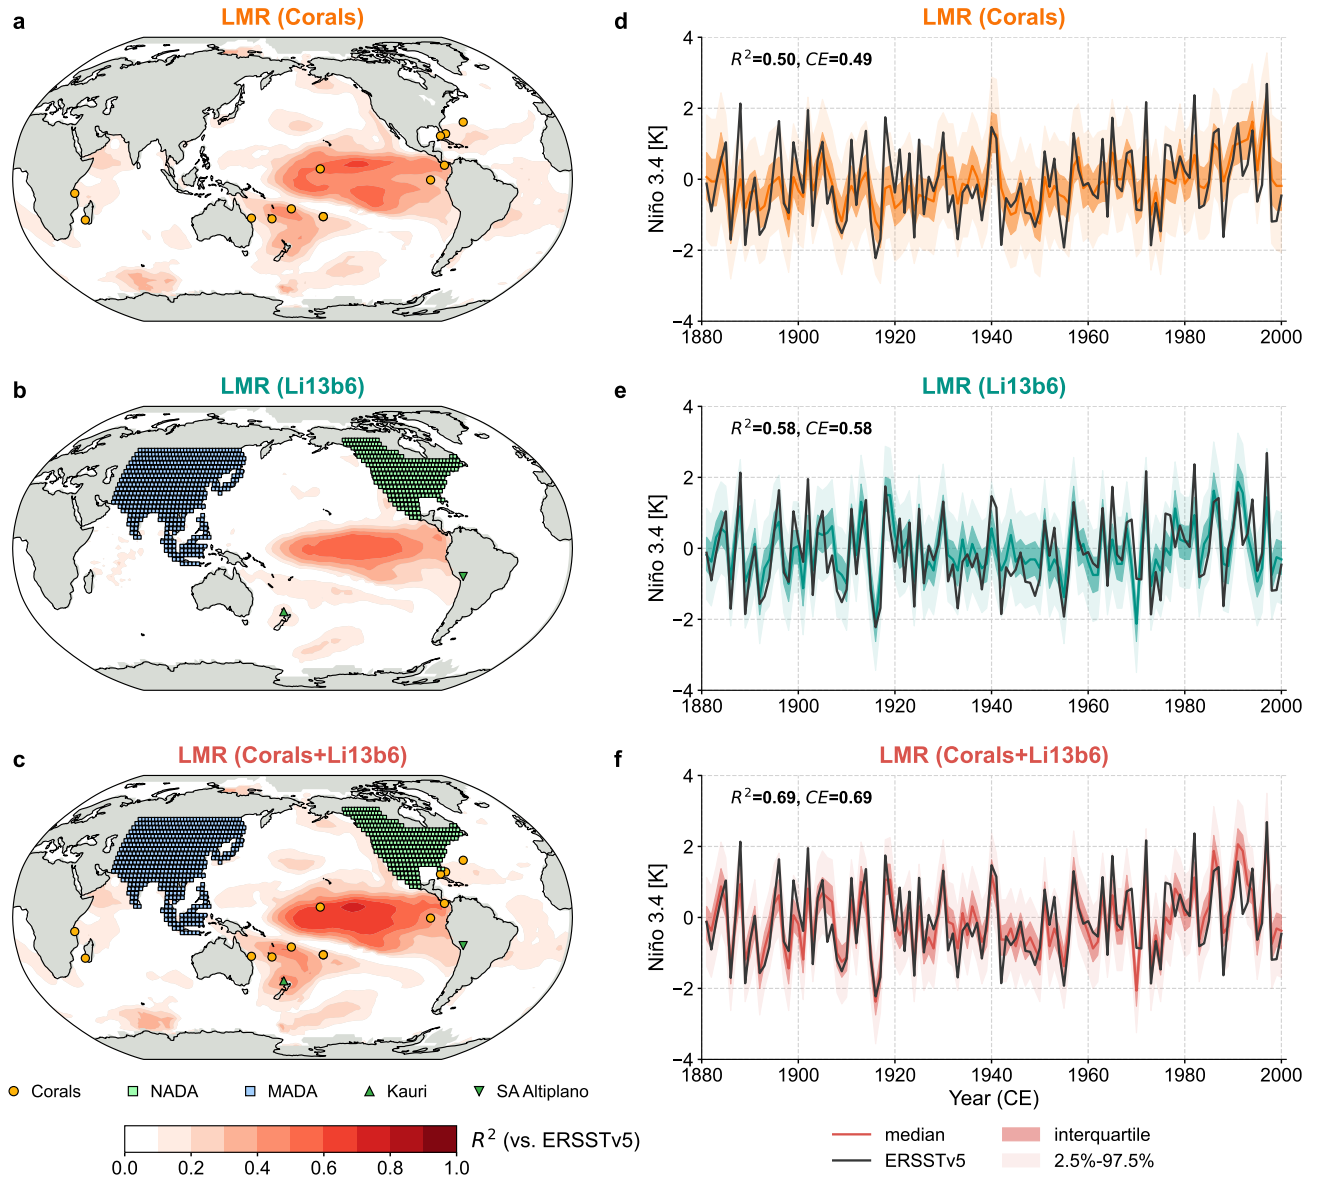 a
LMR (Corals)
b
LMR (Li13b6)
c
LMR (Corals+Li13b6)
Corals
NADA
MADA
Kauri
SA Altiplano
0.0 0.2 0.4 0.6 0.8 1.0
R² (vs. ERSSTv5)
d
LMR (Corals)
R²=0.50, CE=0.49
Niño 3.4 [K]
4
2
0
−2
−4
1880 1900 1920 1940 1960 1980 2000
e
LMR (Li13b6)
R²=0.58, CE=0.58
Niño 3.4 [K]
4
2
0
−2
−4
1880 1900 1920 1940 1960 1980 2000
f
LMR (Corals+Li13b6)
R²=0.69, CE=0.69
Niño 3.4 [K]
4
2
0
−2
−4
1880 1900 1920 1940 1960 1980 2000
Year (CE)
median
ERSSTv5
interquartile
2.5%-97.5%